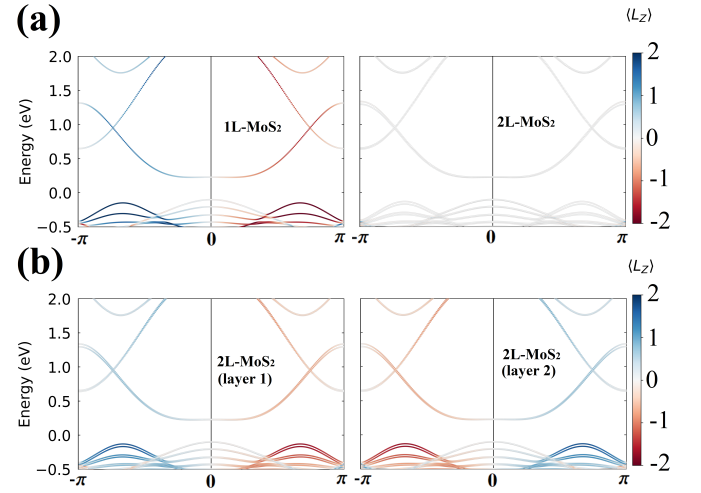 (a)
⟨L_Z⟩
2.0
1.5
1.0
0.5
0.0
−0.5
Energy (eV)
1L-MoS₂
2L-MoS₂
-π
0
π
-π
0
π
2
1
0
-1
-2
(b)
⟨L_Z⟩
2.0
1.5
1.0
0.5
0.0
−0.5
Energy (eV)
2L-MoS₂
(layer 1)
2L-MoS₂
(layer 2)
-π
0
π
-π
0
π
2
1
0
-1
-2